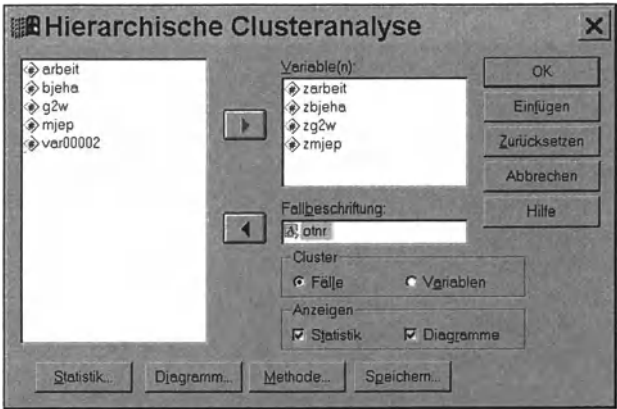 Hierarchische Clusteranalyse
arbeit
bjeha
g2w
mjep
var00002
Variable(n):
zarbeit
zbjeha
zg2w
zmjep
Fallbeschriftung:
otnr
Cluster
Fälle
Variablen
Anzeigen
Statistik
Diagramme
OK
Einfügen
Zurücksetzen
Abbrechen
Hilfe
Statistik...
Diagramm...
Methode...
Speichern...